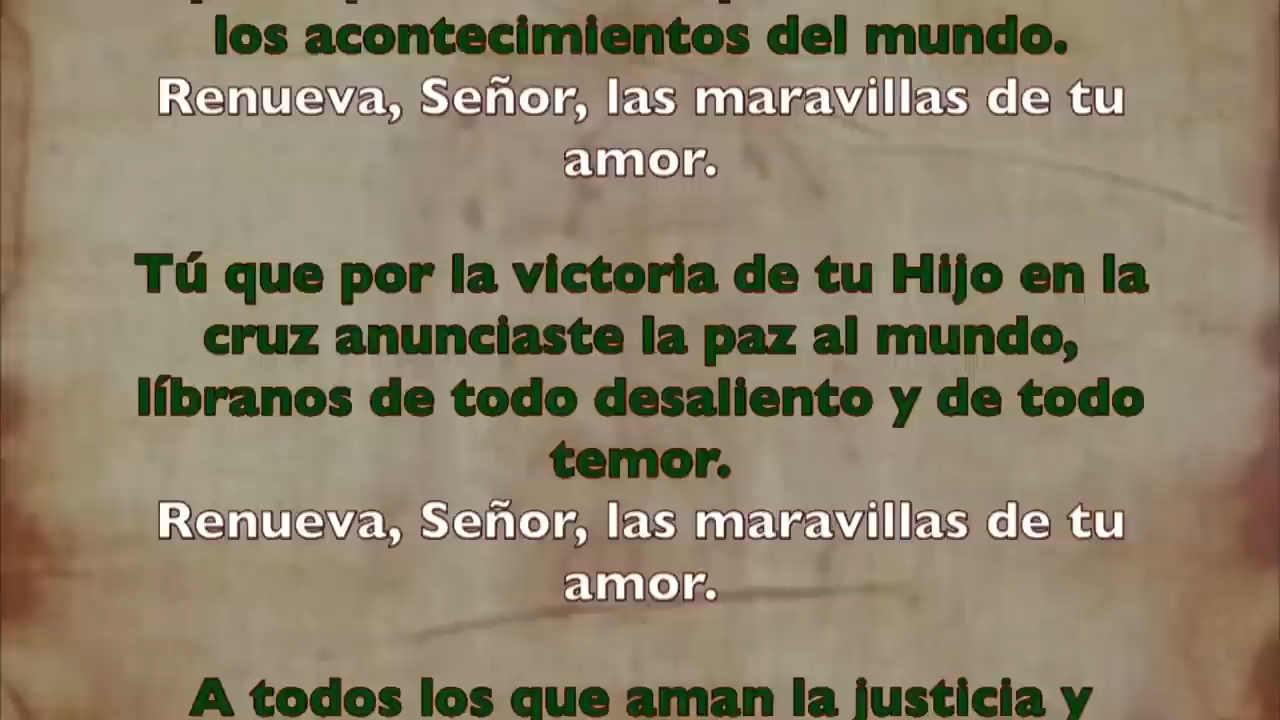 los acontecimientos del mundo.
Renueva, Señor, las maravillas de tu
amor.
Tú que por la victoria de tu Hijo en la
cruz anunciaste la paz al mundo,
líbranos de todo desaliento y de todo
temor.
Renueva, Señor, las maravillas de tu
amor.
A todos los que aman la justicia y